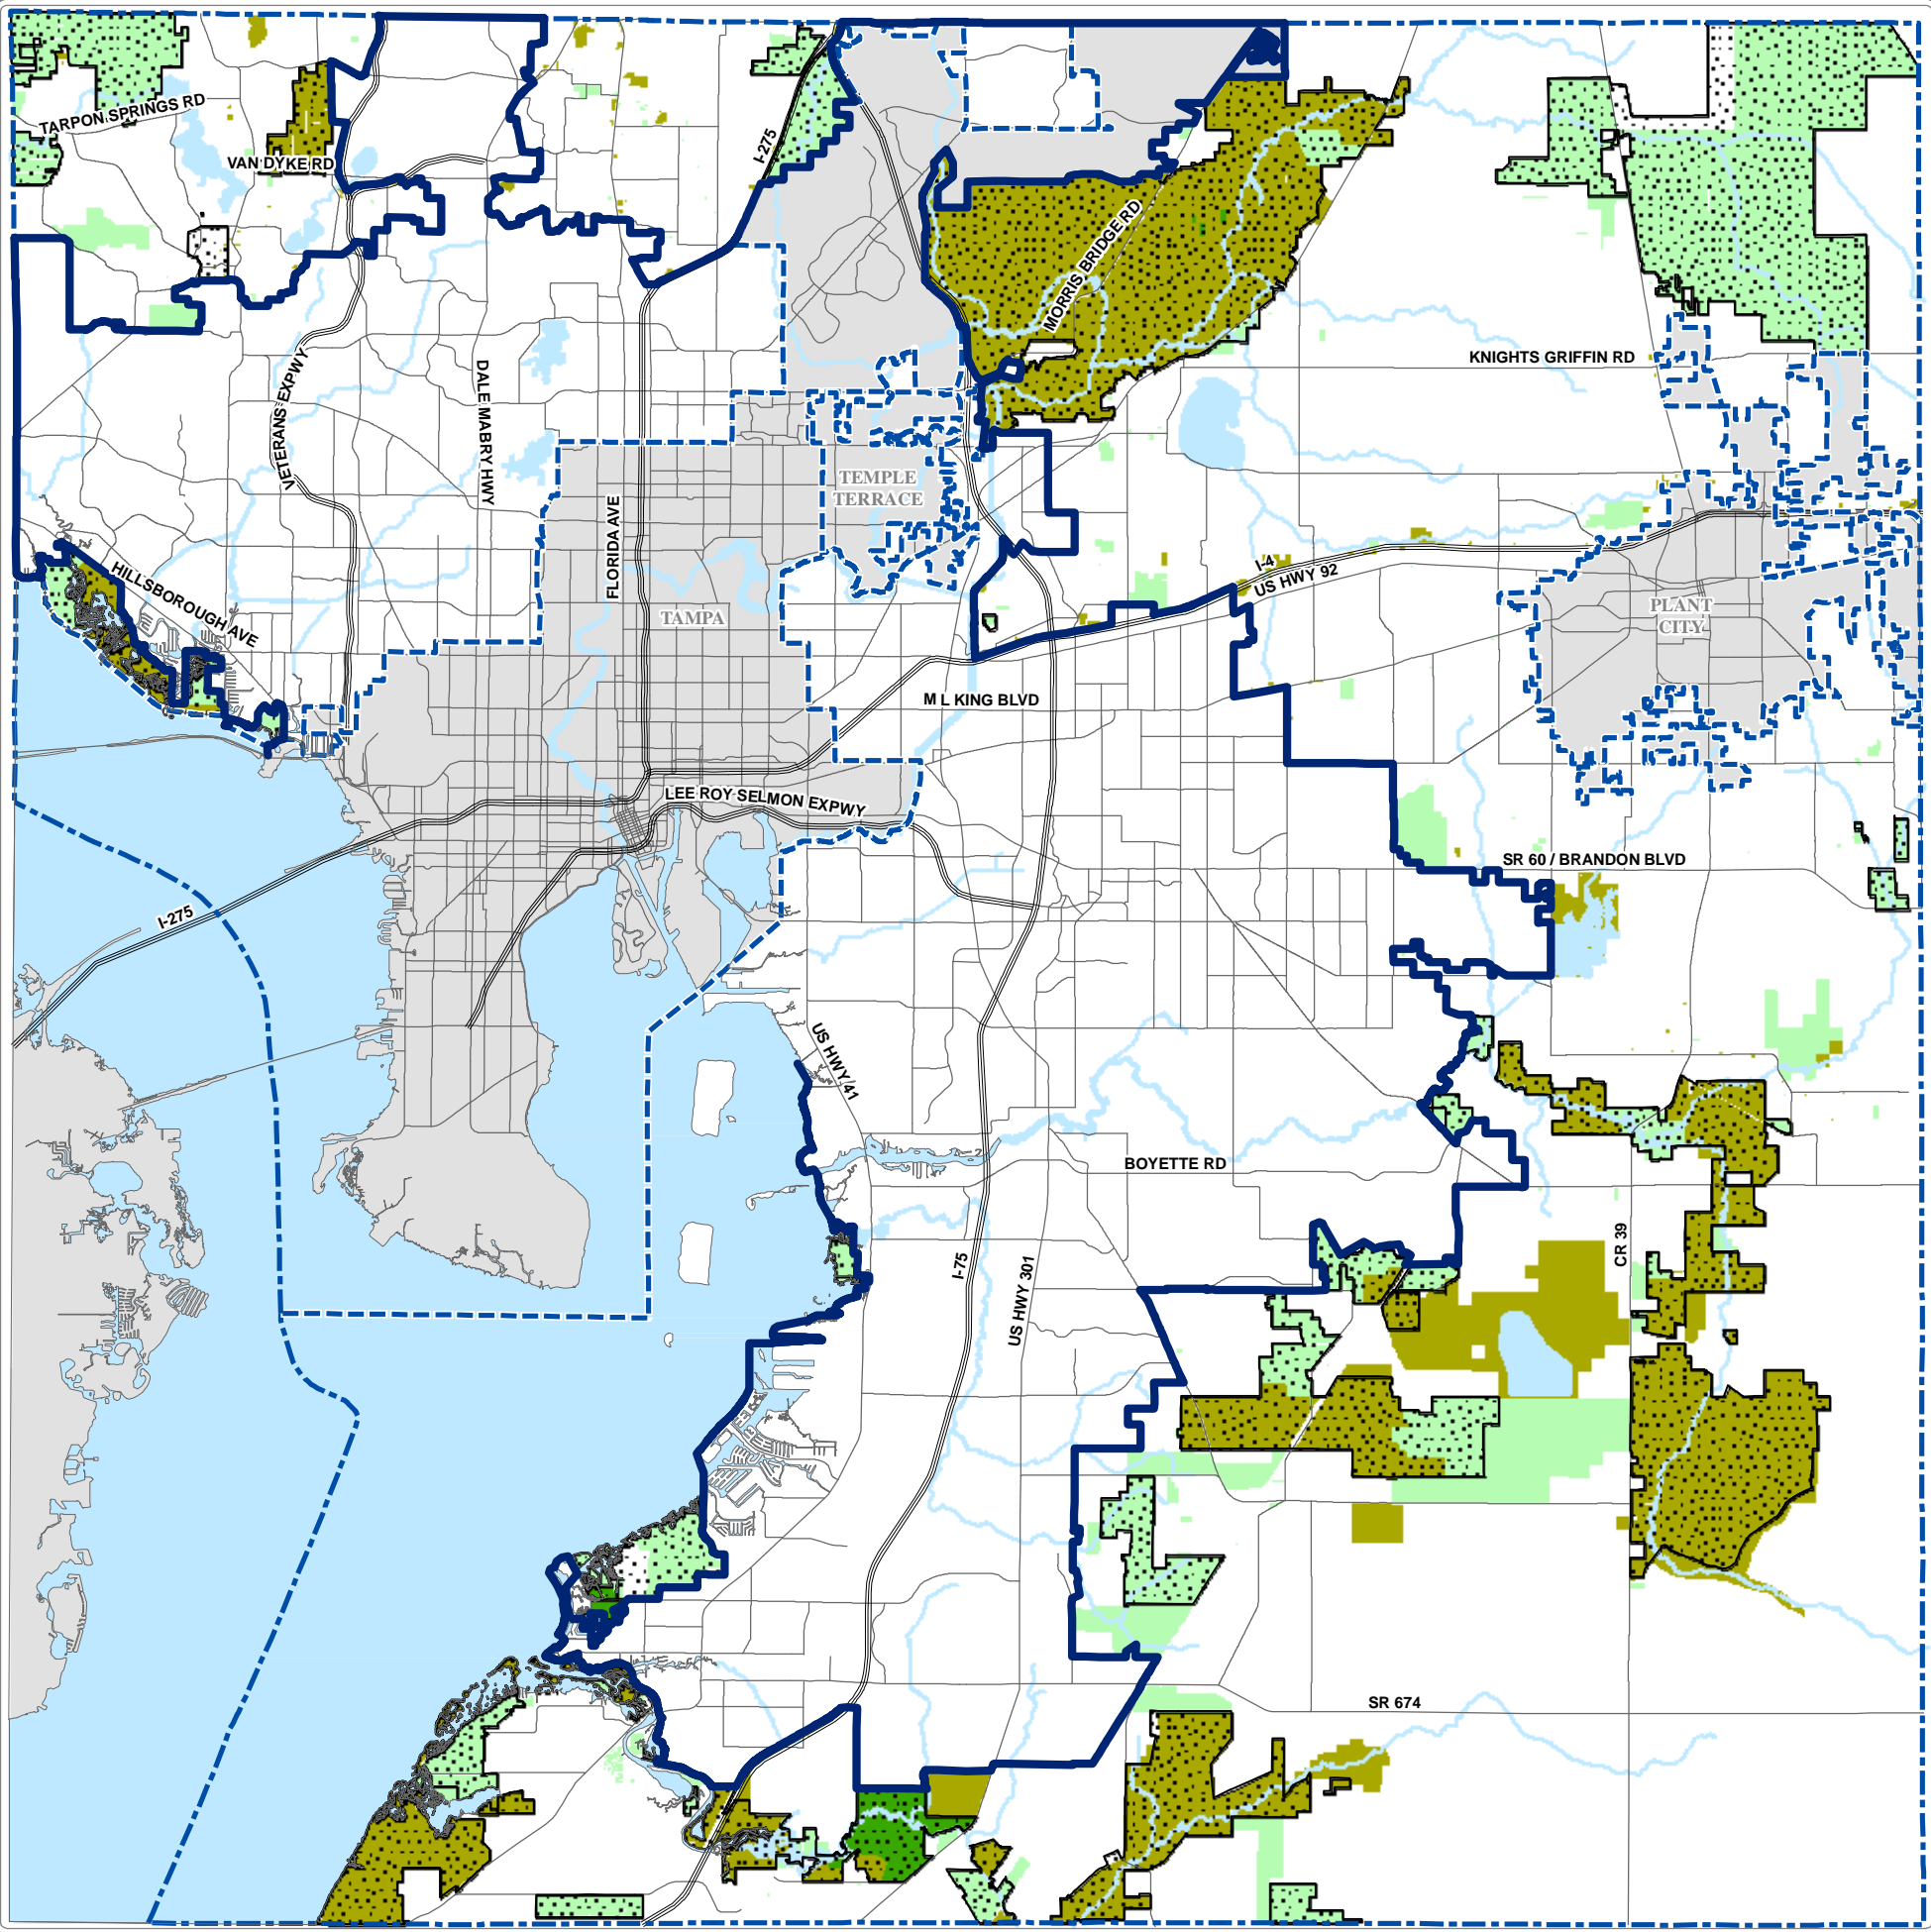 TARPON SPRINGS RD
VAN DYKE RD
I-275
MORRIS BRIDGE RD
KNIGHTS GRIFFIN RD
VETERANS EXPWY
DALE MABRY HWY
TEMPLE
TERRACE
FLORIDA AVE
HILLSBOROUGH AVE
I-4
US HWY 92
TAMPA
PLANT
CITY
M L KING BLVD
LEE ROY SELMON EXPWY
SR 60 / BRANDON BLVD
I-275
US HWY 41
BOYETTE RD
I-75
US HWY 301
CR 39
SR 674